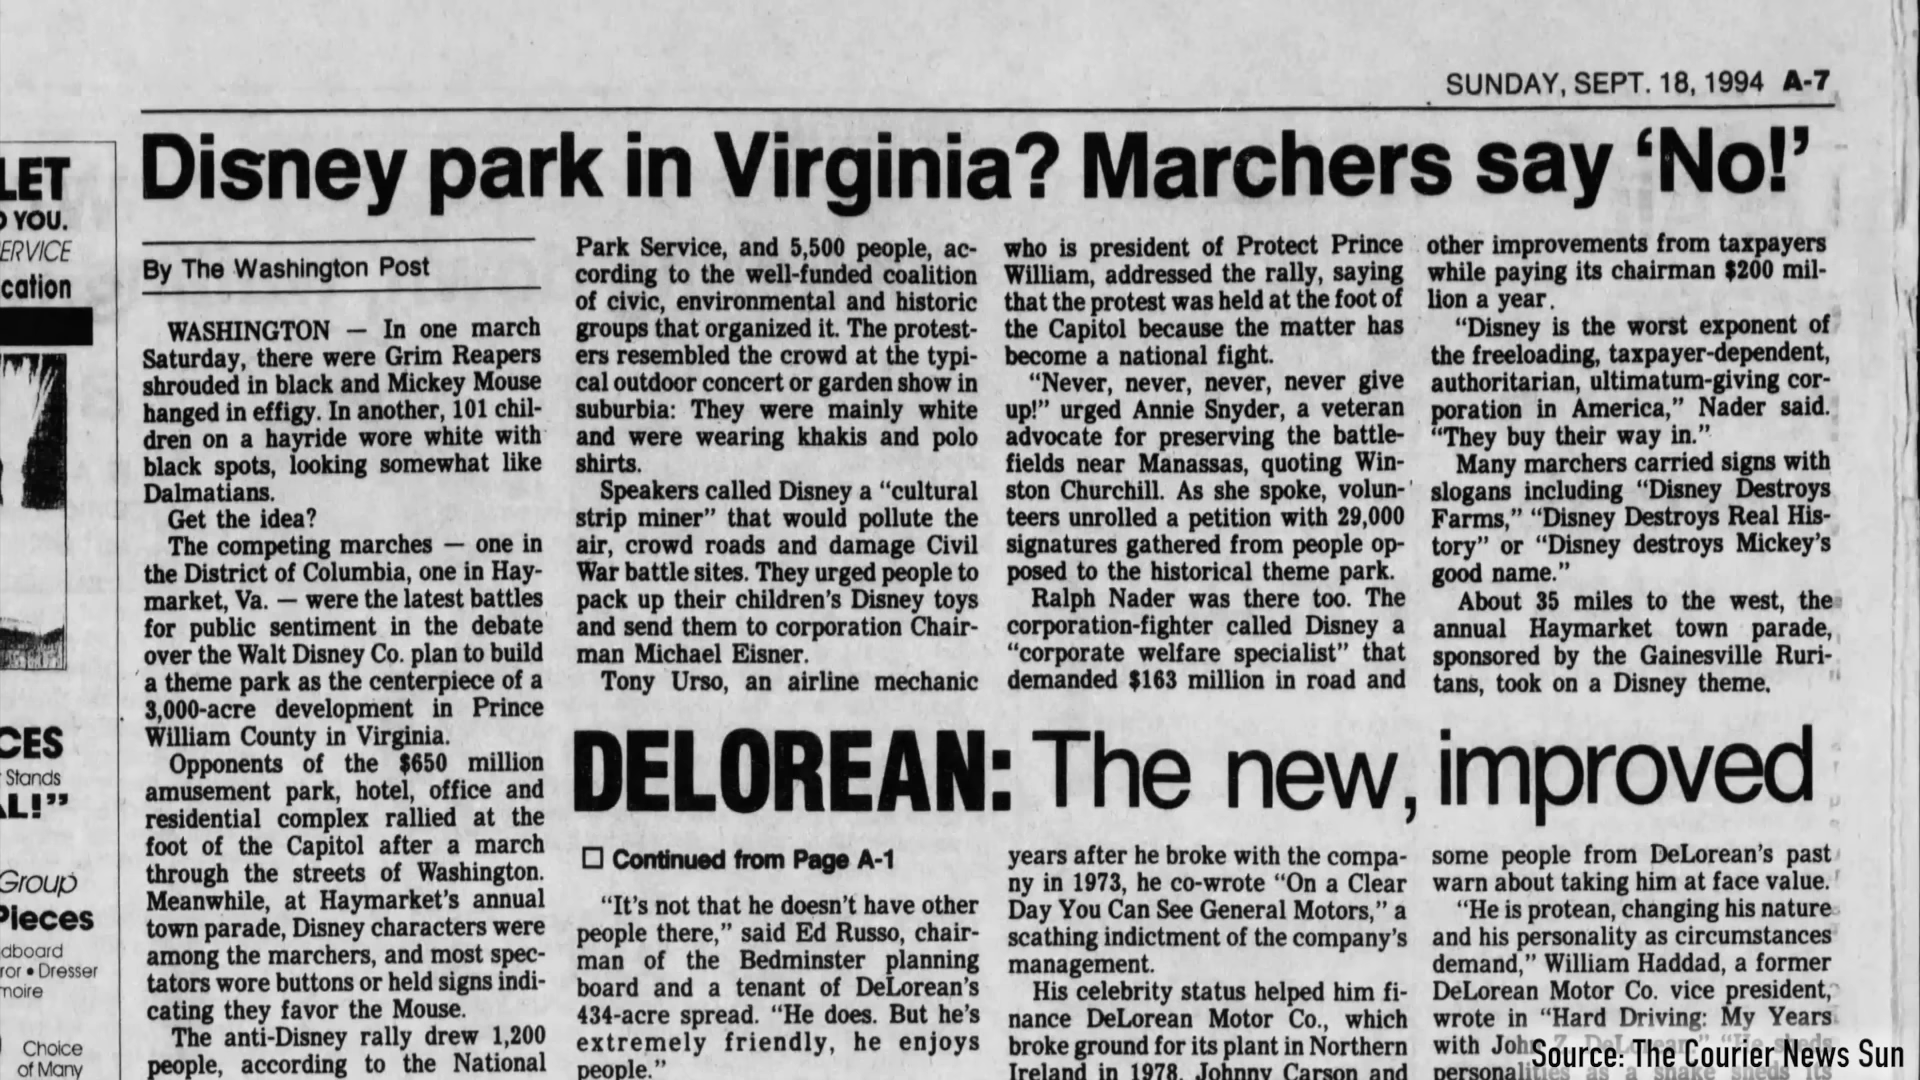 SUNDAY, SEPT. 18, 1994 A-7
Disney park in Virginia? Marchers say ‘No!’
By The Washington Post
WASHINGTON — In one march
Saturday, there were Grim Reapers
shrouded in black and Mickey Mouse
hanged in effigy. In another, 101 chil-
dren on a hayride wore white with
black spots, looking somewhat like
Dalmatians.
Get the idea?
The competing marches — one in
the District of Columbia, one in Hay-
market, Va. — were the latest battles
for public sentiment in the debate
over the Walt Disney Co. plan to build
a theme park as the centerpiece of a
3,000-acre development in Prince
William County in Virginia.
Opponents of the $650 million
amusement park, hotel, office and
residential complex rallied at the
foot of the Capitol after a march
through the streets of Washington.
Meanwhile, at Haymarket's annual
town parade, Disney characters were
among the marchers, and most spec-
tators wore buttons or held signs indi-
cating they favor the Mouse.
The anti-Disney rally drew 1,200
people, according to the National
Park Service, and 5,500 people, ac-
cording to the well-funded coalition
of civic, environmental and historic
groups that organized it. The protest-
ers resembled the crowd at the typi-
cal outdoor concert or garden show in
suburbia: They were mainly white
and were wearing khakis and polo
shirts.
Speakers called Disney a “cultural
strip miner” that would pollute the
air, crowd roads and damage Civil
War battle sites. They urged people to
pack up their children's Disney toys
and send them to corporation Chair-
man Michael Eisner.
Tony Urso, an airline mechanic
who is president of Protect Prince
William, addressed the rally, saying
that the protest was held at the foot of
the Capitol because the matter has
become a national fight.
“Never, never, never, never give
up!” urged Annie Snyder, a veteran
advocate for preserving the battle-
fields near Manassas, quoting Win-
ston Churchill. As she spoke, volun-
teers unrolled a petition with 29,000
signatures gathered from people op-
posed to the historical theme park.
Ralph Nader was there too. The
corporation-fighter called Disney a
“corporate welfare specialist” that
demanded $163 million in road and
other improvements from taxpayers
while paying its chairman $200 mil-
lion a year.
“Disney is the worst exponent of
the freeloading, taxpayer-dependent,
authoritarian, ultimatum-giving cor-
poration in America,” Nader said.
“They buy their way in.”
Many marchers carried signs with
slogans including “Disney Destroys
Farms,” “Disney Destroys Real His-
tory” or “Disney destroys Mickey's
good name.”
About 35 miles to the west, the
annual Haymarket town parade,
sponsored by the Gainesville Ruri-
tans, took on a Disney theme.
DELOREAN: The new, improved
☐ Continued from Page A-1
“It's not that he doesn't have other
people there,” said Ed Russo, chair-
man of the Bedminster planning
board and a tenant of DeLorean's
434-acre spread. “He does. But he's
extremely friendly, he enjoys
people.”
years after he broke with the compa-
ny in 1973, he co-wrote “On a Clear
Day You Can See General Motors,” a
scathing indictment of the company's
management.
His celebrity status helped him fi-
nance DeLorean Motor Co., which
broke ground for its plant in Northern
Ireland in 1978. Johnny Carson and
some people from DeLorean's past
warn about taking him at face value.
“He is protean, changing his nature
and his personality as circumstances
demand,” William Haddad, a former
DeLorean Motor Co. vice president,
wrote in “Hard Driving: My Years
with John
LET
YOU.
ERVICE
cation
CES
Stands
AL!”
Group
Pieces
dboard
ror • Dresser
moire
Choice
of Many
Source: The Courier News Sun